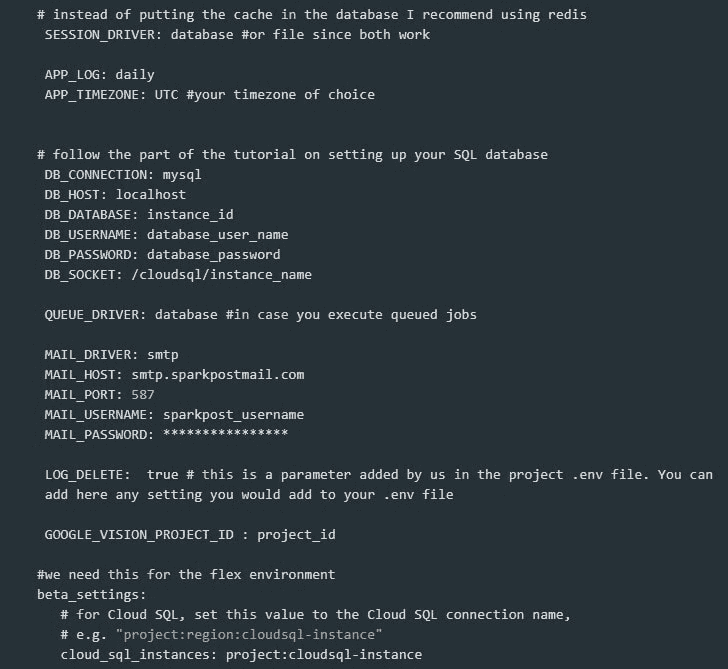 # instead of putting the cache in the database I recommend using redis
SESSION_DRIVER: database #or file since both work
APP_LOG: daily
APP_TIMEZONE: UTC #your timezone of choice
# follow the part of the tutorial on setting up your SQL database
DB_CONNECTION: mysql
DB_HOST: localhost
DB_DATABASE: instance_id
DB_USERNAME: database_user_name
DB_PASSWORD: database_password
DB_SOCKET: /cloudsql/instance_name
QUEUE_DRIVER: database #in case you execute queued jobs
MAIL_DRIVER: smtp
MAIL_HOST: smtp.sparkpostmail.com
MAIL_PORT: 587
MAIL_USERNAME: sparkpost_username
MAIL_PASSWORD: ****************
LOG_DELETE:  true # this is a parameter added by us in the project .env file. You can
add here any setting you would add to your .env file
GOOGLE_VISION_PROJECT_ID : project_id
#we need this for the flex environment
beta_settings:
# for Cloud SQL, set this value to the Cloud SQL connection name,
# e.g. "project:region:cloudsql-instance"
cloud_sql_instances: project:cloudsql-instance